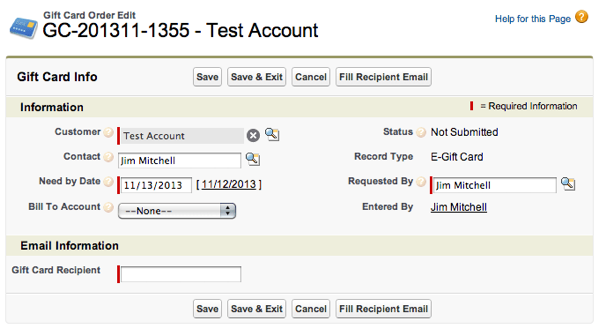 Gift Card Order Edit
GC-201311-1355 - Test Account
Help for this Page ?
Gift Card Info Save Save & Exit Cancel Fill Recipient Email
Information = Required Information
Customer ? Test Account Status ? Not Submitted
Contact ? Jim Mitchell Record Type E-Gift Card
Need by Date ? 11/13/2013 [ 11/12/2013 ] Requested By ? Jim Mitchell
Bill To Account ? --None-- Entered By Jim Mitchell
Email Information
Gift Card Recipient
Save Save & Exit Cancel Fill Recipient Email